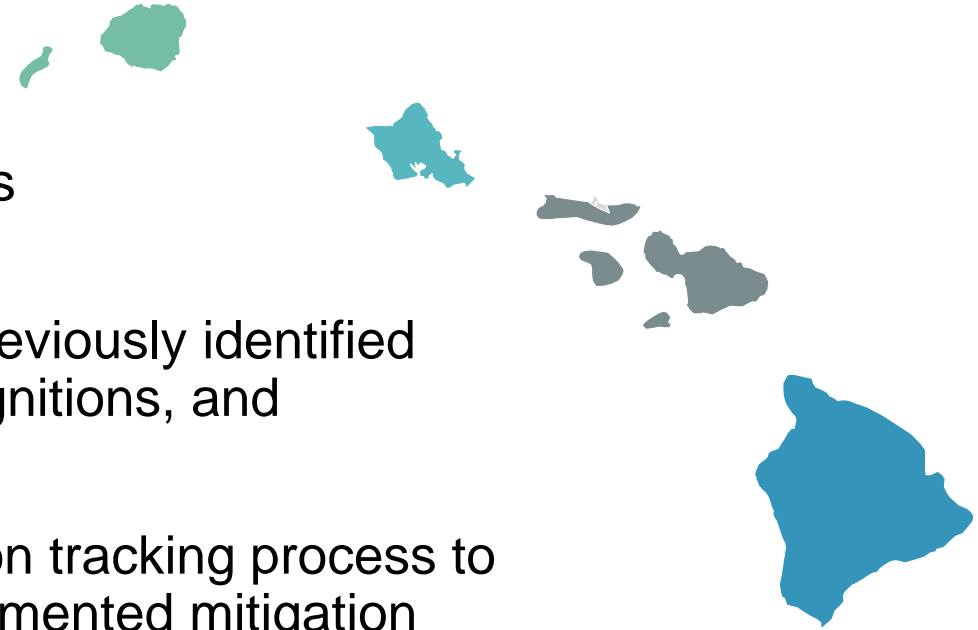 s
eviously identified
gnitions, and
on tracking process to
mented mitigation